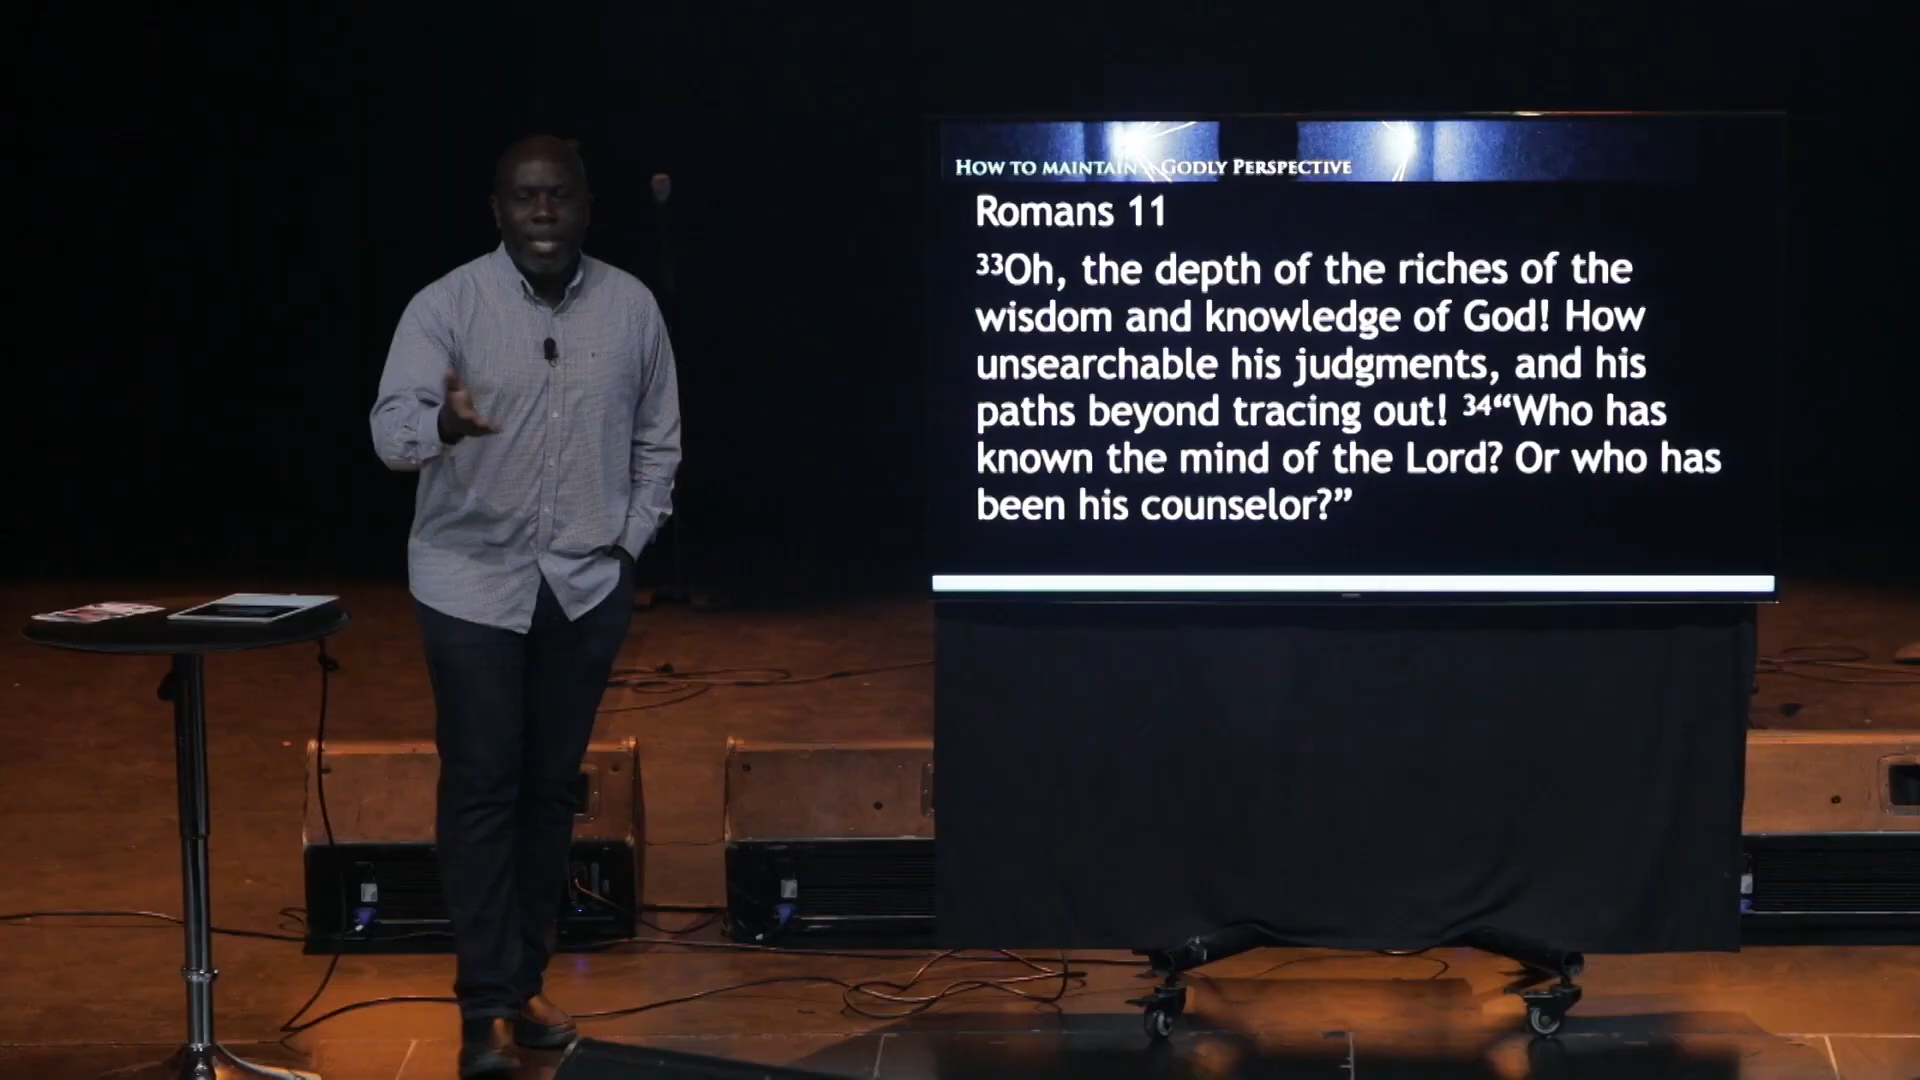 How to maintain a Godly Perspective
Romans 11
33Oh, the depth of the riches of the
wisdom and knowledge of God! How
unsearchable his judgments, and his
paths beyond tracing out! 34“Who has
known the mind of the Lord? Or who has
been his counselor?”